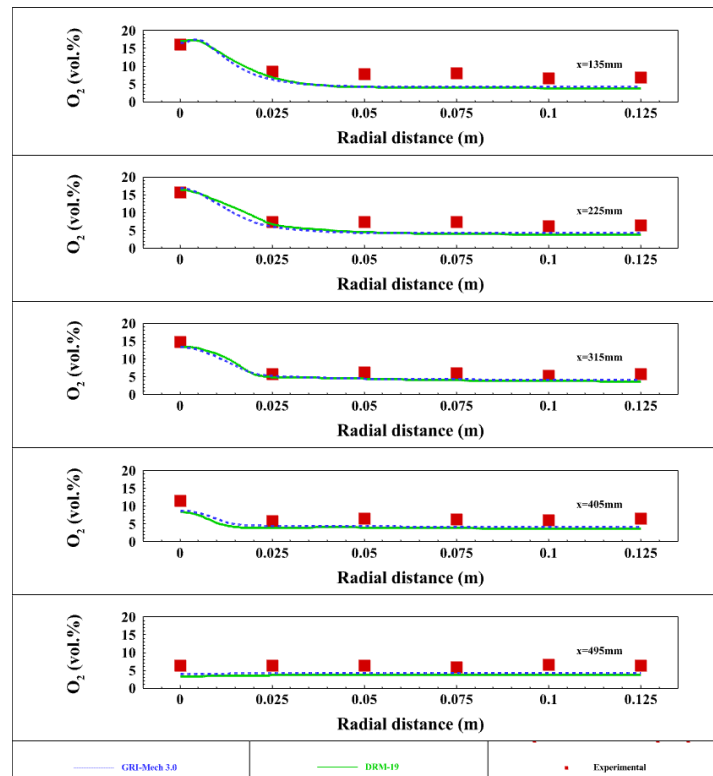 20
15
10
5
0
O₂ (vol.%)
x=135mm
0 0.025 0.05 0.075 0.1 0.125
Radial distance (m)
20
15
10
5
0
O₂ (vol.%)
x=225mm
0 0.025 0.05 0.075 0.1 0.125
Radial distance (m)
20
15
10
5
0
O₂ (vol.%)
x=315mm
0 0.025 0.05 0.075 0.1 0.125
Radial distance (m)
20
15
10
5
0
O₂ (vol.%)
x=405mm
0 0.025 0.05 0.075 0.1 0.125
Radial distance (m)
20
15
10
5
0
O₂ (vol.%)
x=495mm
0 0.025 0.05 0.075 0.1 0.125
Radial distance (m)
GRI-Mech 3.0 DRM-19 Experimental